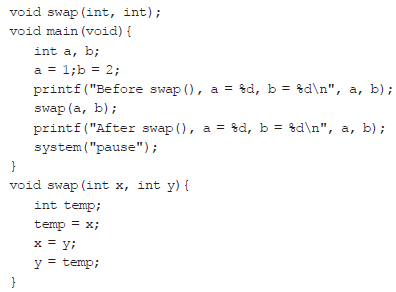 void swap(int, int);
void main(void){
int a, b;
a = 1;b = 2;
printf("Before swap(), a = %d, b = %d\n", a, b);
swap(a, b);
printf("After swap(), a = %d, b = %d\n", a, b);
system("pause");
}
void swap(int x, int y){
int temp;
temp = x;
x = y;
y = temp;
}